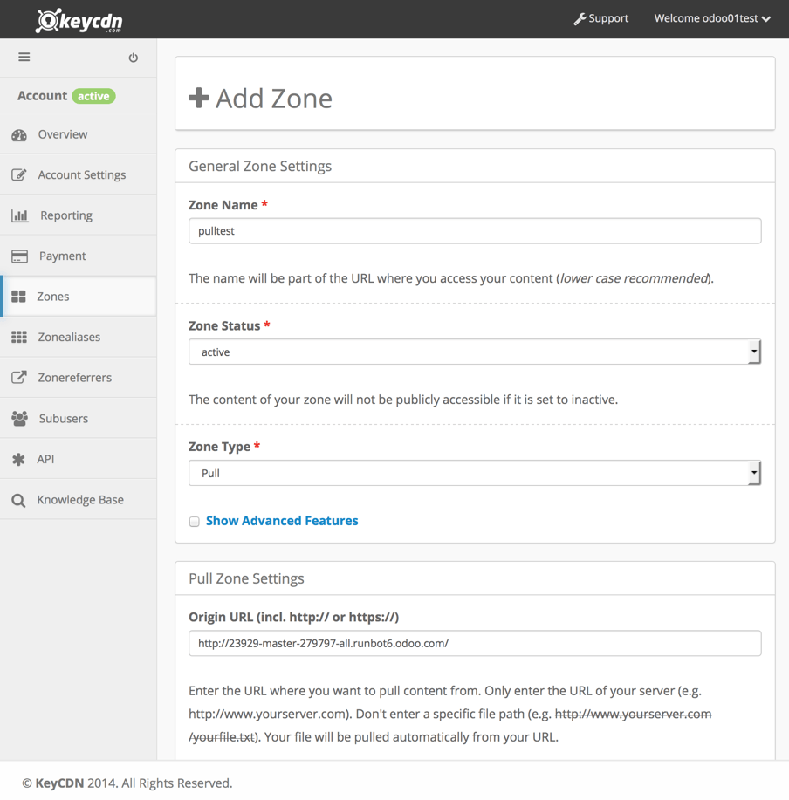 keycdn
.com
Support
Welcome odoo01test
Account active
Overview
Account Settings
Reporting
Payment
Zones
Zonealiases
Zonereferrers
Subusers
API
Knowledge Base
Add Zone
General Zone Settings
Zone Name *
pulltest
The name will be part of the URL where you access your content (lower case recommended).
Zone Status *
active
The content of your zone will not be publicly accessible if it is set to inactive.
Zone Type *
Pull
Show Advanced Features
Pull Zone Settings
Origin URL (incl. http:// or https://)
http://23929-master-279797-all.runbot6.odoo.com/
Enter the URL where you want to pull content from. Only enter the URL of your server (e.g.
http://www.yourserver.com). Don't enter a specific file path (e.g. http://www.yourserver.com
/yourfile.txt). Your file will be pulled automatically from your URL.
© KeyCDN 2014. All Rights Reserved.